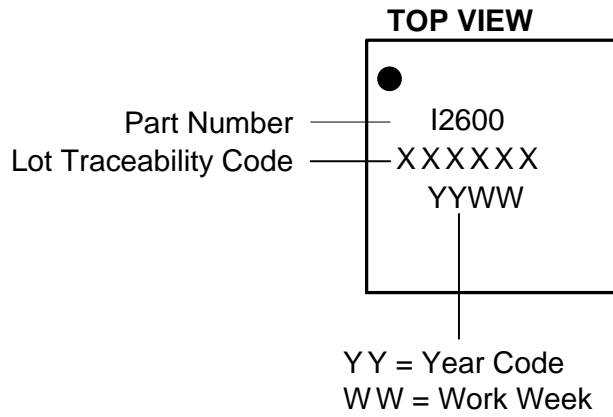 TOP VIEW
Part Number
I2600
Lot Traceability Code
XXXXXX
YYWW
YY = Year Code
WW = Work Week